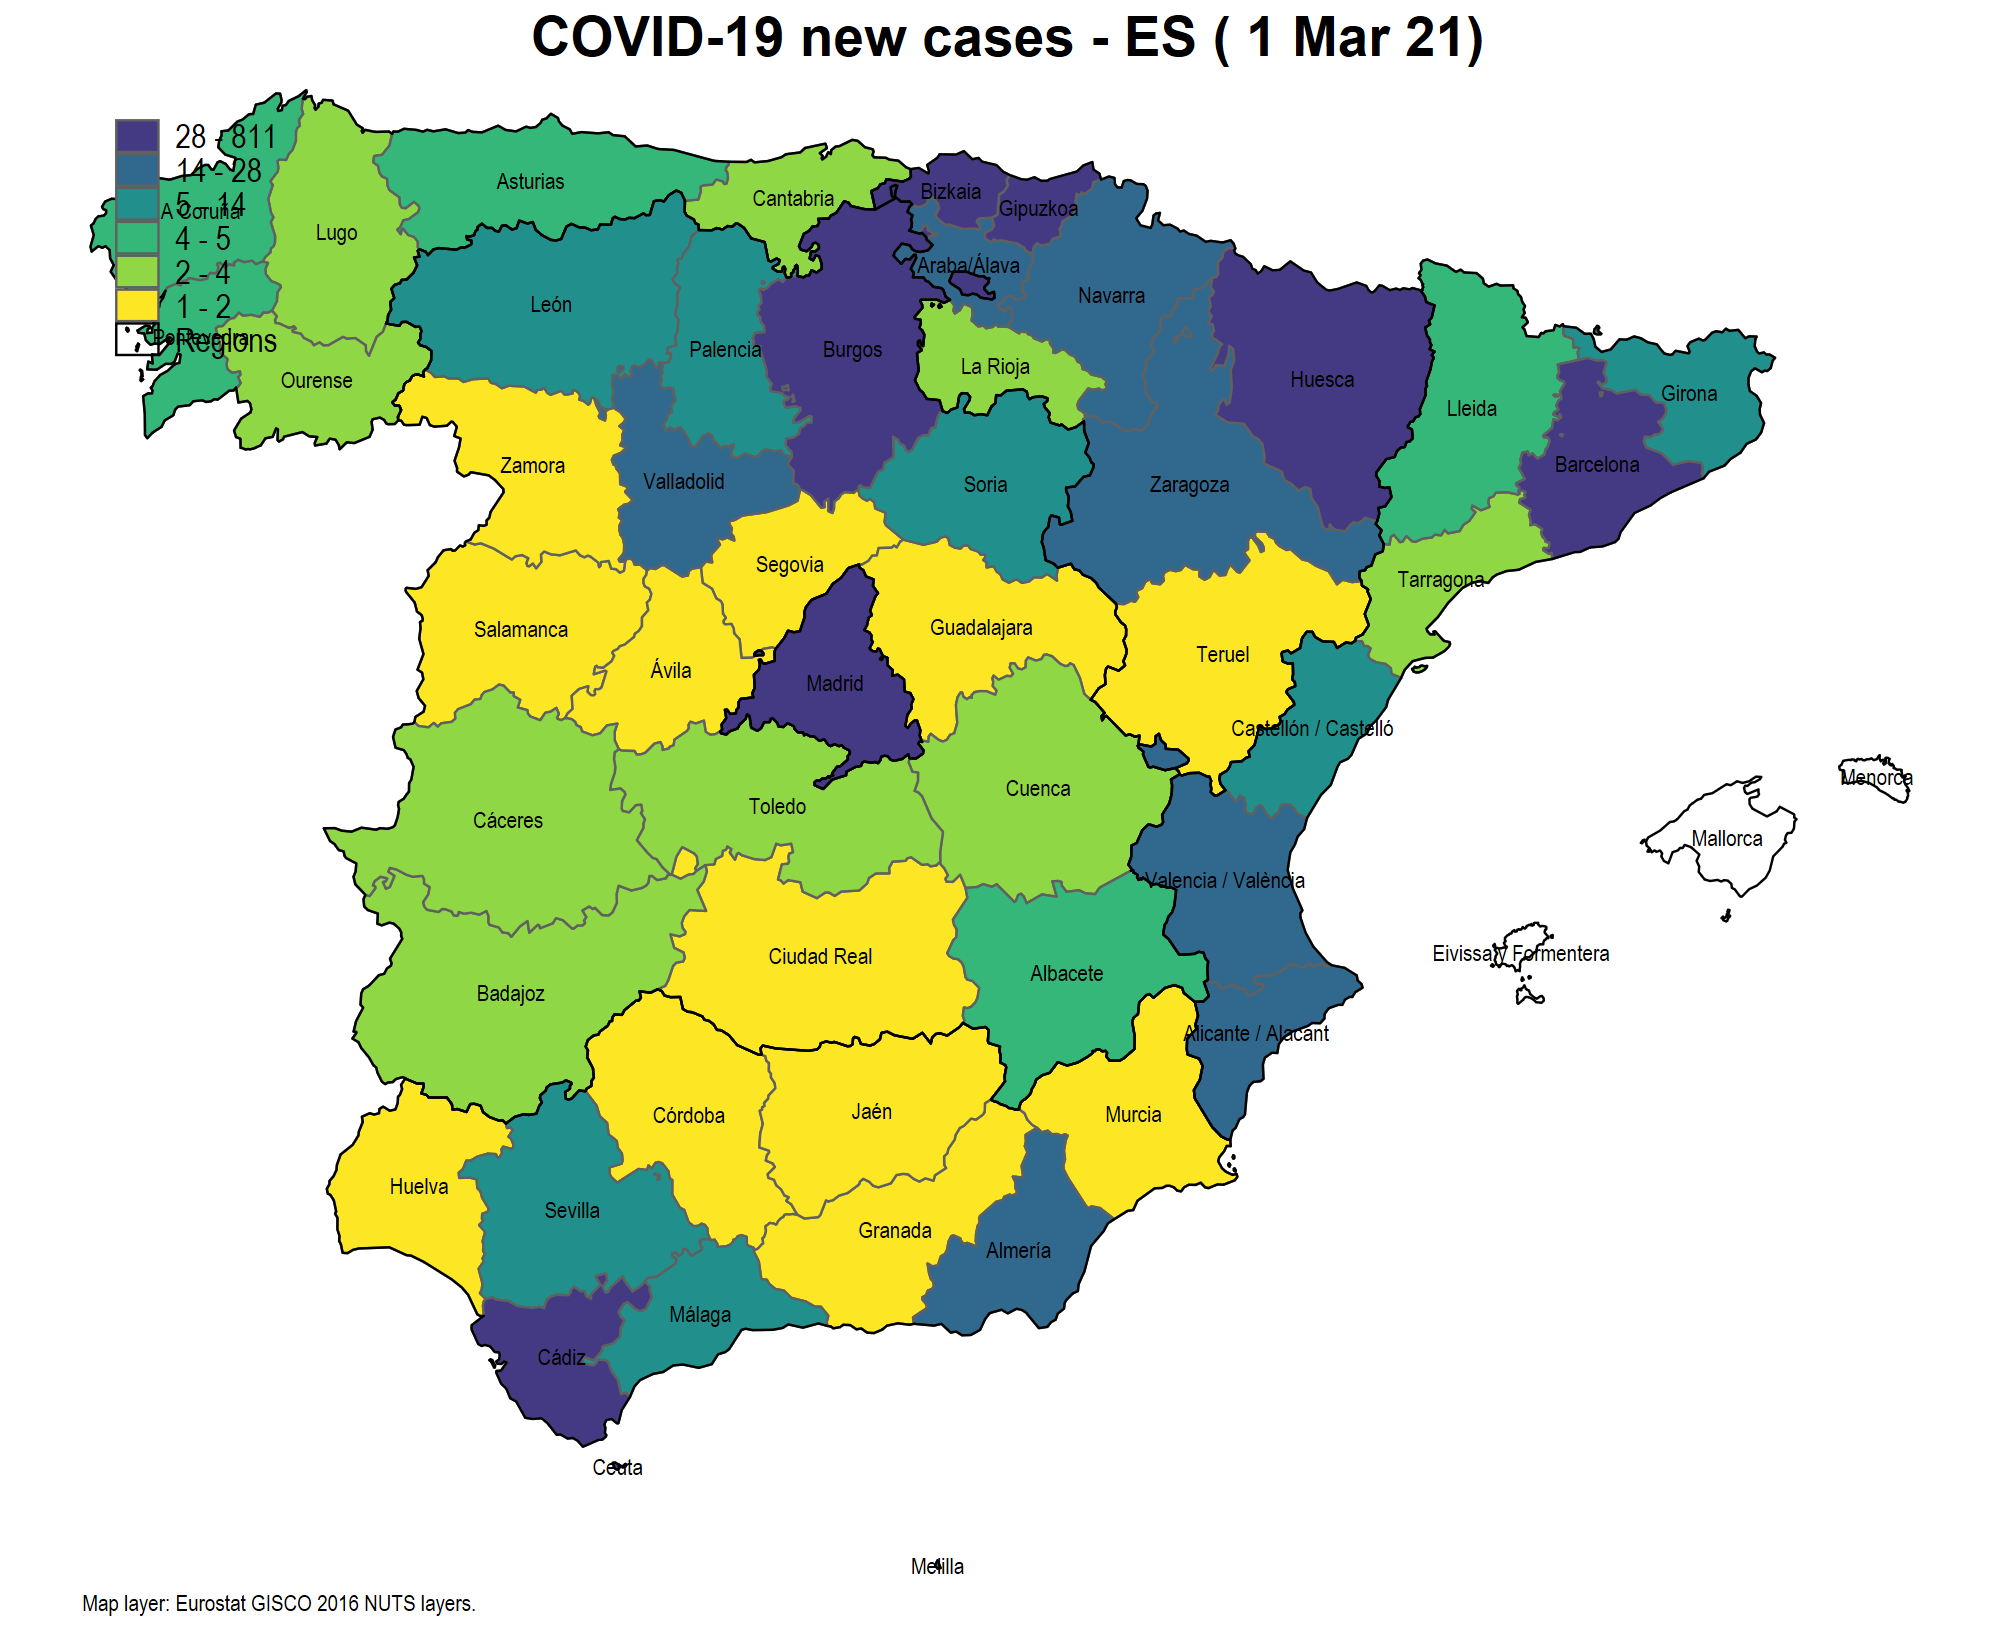 COVID-19 new cases - ES ( 1 Mar 21)
28 - 811
14 - 28
5 - 14
4 - 5
2 - 4
1 - 2
Regions
A Coruña
Pontevedra
Lugo
Ourense
Asturias
Cantabria
Bizkaia
Gipuzkoa
Araba/Álava
Navarra
León
Palencia
Burgos
La Rioja
Huesca
Lleida
Girona
Barcelona
Zamora
Valladolid
Soria
Zaragoza
Segovia
Tarragona
Salamanca
Ávila
Guadalajara
Teruel
Madrid
Castellón / Castelló
Menorca
Cáceres
Toledo
Cuenca
Mallorca
Valencia / València
Ciudad Real
Eivissa y Formentera
Badajoz
Albacete
Alicante / Alacant
Córdoba
Jaén
Murcia
Huelva
Sevilla
Granada
Almería
Málaga
Cádiz
Ceuta
Melilla
Map layer: Eurostat GISCO 2016 NUTS layers.